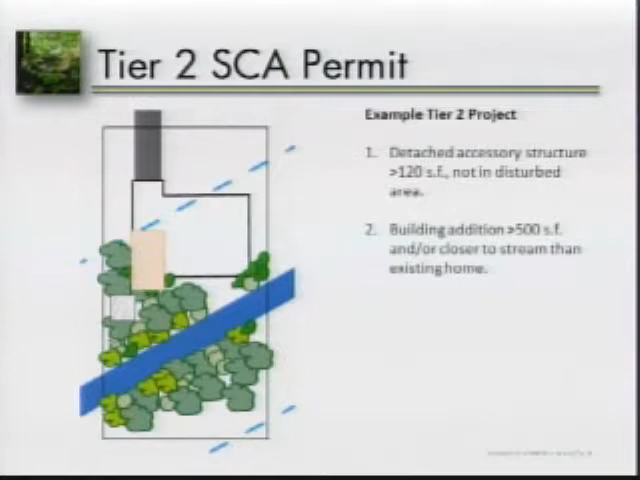 Tier 2 SCA Permit
Example Tier 2 Project
1. Detached accessory structure
>120 s.f., not in disturbed
area.
2. Building addition >500 s.f.
and/or closer to stream than
existing home.